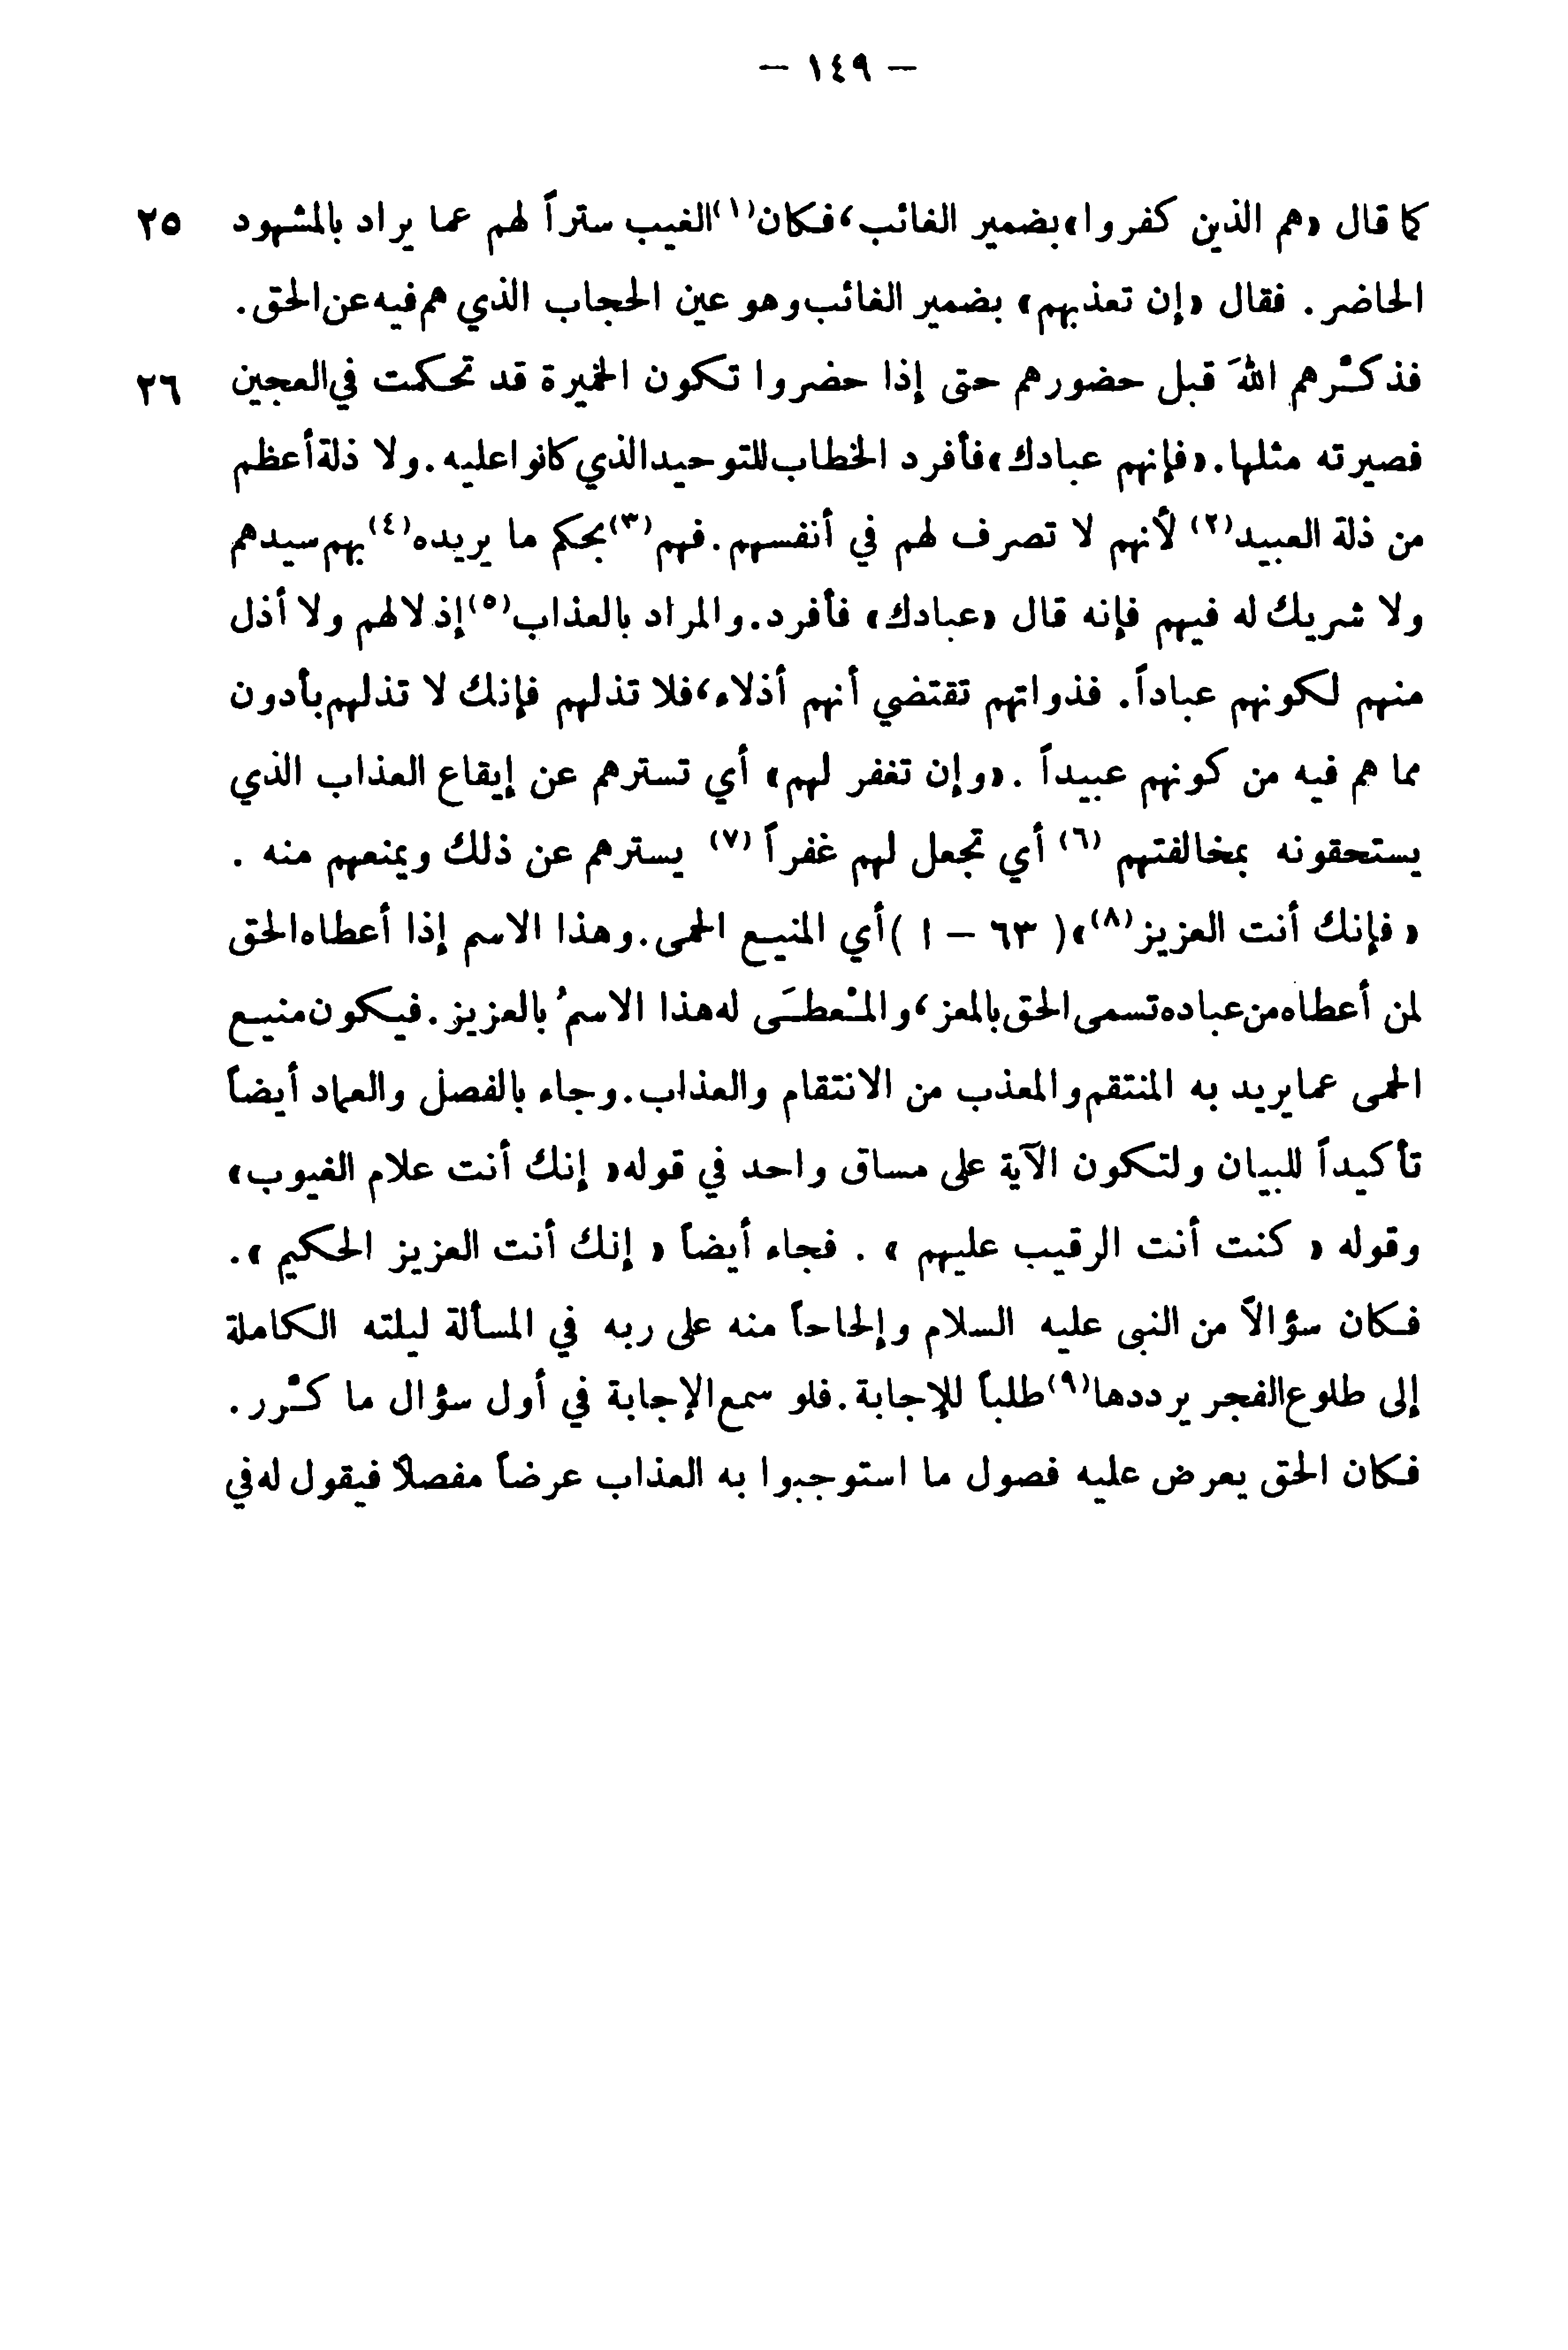 – ١٤٩ –
كما قال «هم الذين كفروا» بضمير الغائب، فكان(١) الغيب ستراً لهم عما يراد بالمشهود ٢٥
الحاضر. فقال «إن تعذبهم» بضمير الغائب وهو عين الحجاب الذي هم فيه عن الحق.
فذكَّرهم اللهَ قبل حضورهم حتى إذا حضروا تكون الخميرة قد تحكمت في العجين ٢٦
فصيرته مثلها. «فإنهم عبادك» فأفرد الخطاب للتوحيد الذي كانوا عليه. ولا ذلة أعظم
من ذلة العبيد(٢) لأنهم لا تصرف لهم في أنفسهم. فهم(٣) بحكم ما يريده(٤) بهم سيدهم
ولا شريك له فيهم فإنه قال «عبادك» فأفرد. والمراد بالعذاب(٥) إذلالهم ولا أذل
منهم لكونهم عباداً. فذواتهم تقتضي أنهم أذلاء، فلا تذلهم فإنك لا تذلهم بأدون
مما هم فيه من كونهم عبيداً. «وإن تغفر لهم» أي تسترهم عن إيقاع العذاب الذي
يستحقونه بمخالفتهم (٦) أي تجعل لهم غفراً (٧) يسترهم عن ذلك ويمنعهم منه .
« فإنك أنت العزيز(٨)» ( ٦٣ – ا ) أي المنيع الحمى. وهذا الاسم إذا أعطاه الحق
لمن أعطاه من عباده تسمى الحق بالمعز، والمُعطَى له هذا الاسمُ بالعزيز. فيكون منيع
الحمى عما يريد به المنتقم والمعذب من الانتقام والعذاب. وجاء بالفصل والعماد أيضاً
تأكيداً للبيان ولتكون الآية على مساق واحد في قوله « إنك أنت علام الغيوب»
وقوله « كنت أنت الرقيب عليهم » . فجاء أيضاً « إنك أنت العزيز الحكيم ».
فكان سؤالاً من النبي عليه السلام وإلحاحاً منه على ربه في المسألة ليلته الكاملة
إلى طلوع الفجر يرددها(٩) طلباً للإجابة. فلو سمع الإجابة في أول سؤال ما كرَّر.
فكان الحق يعرض عليه فصول ما استوجبوا به العذاب عرضاً مفصلاً فيقول له في